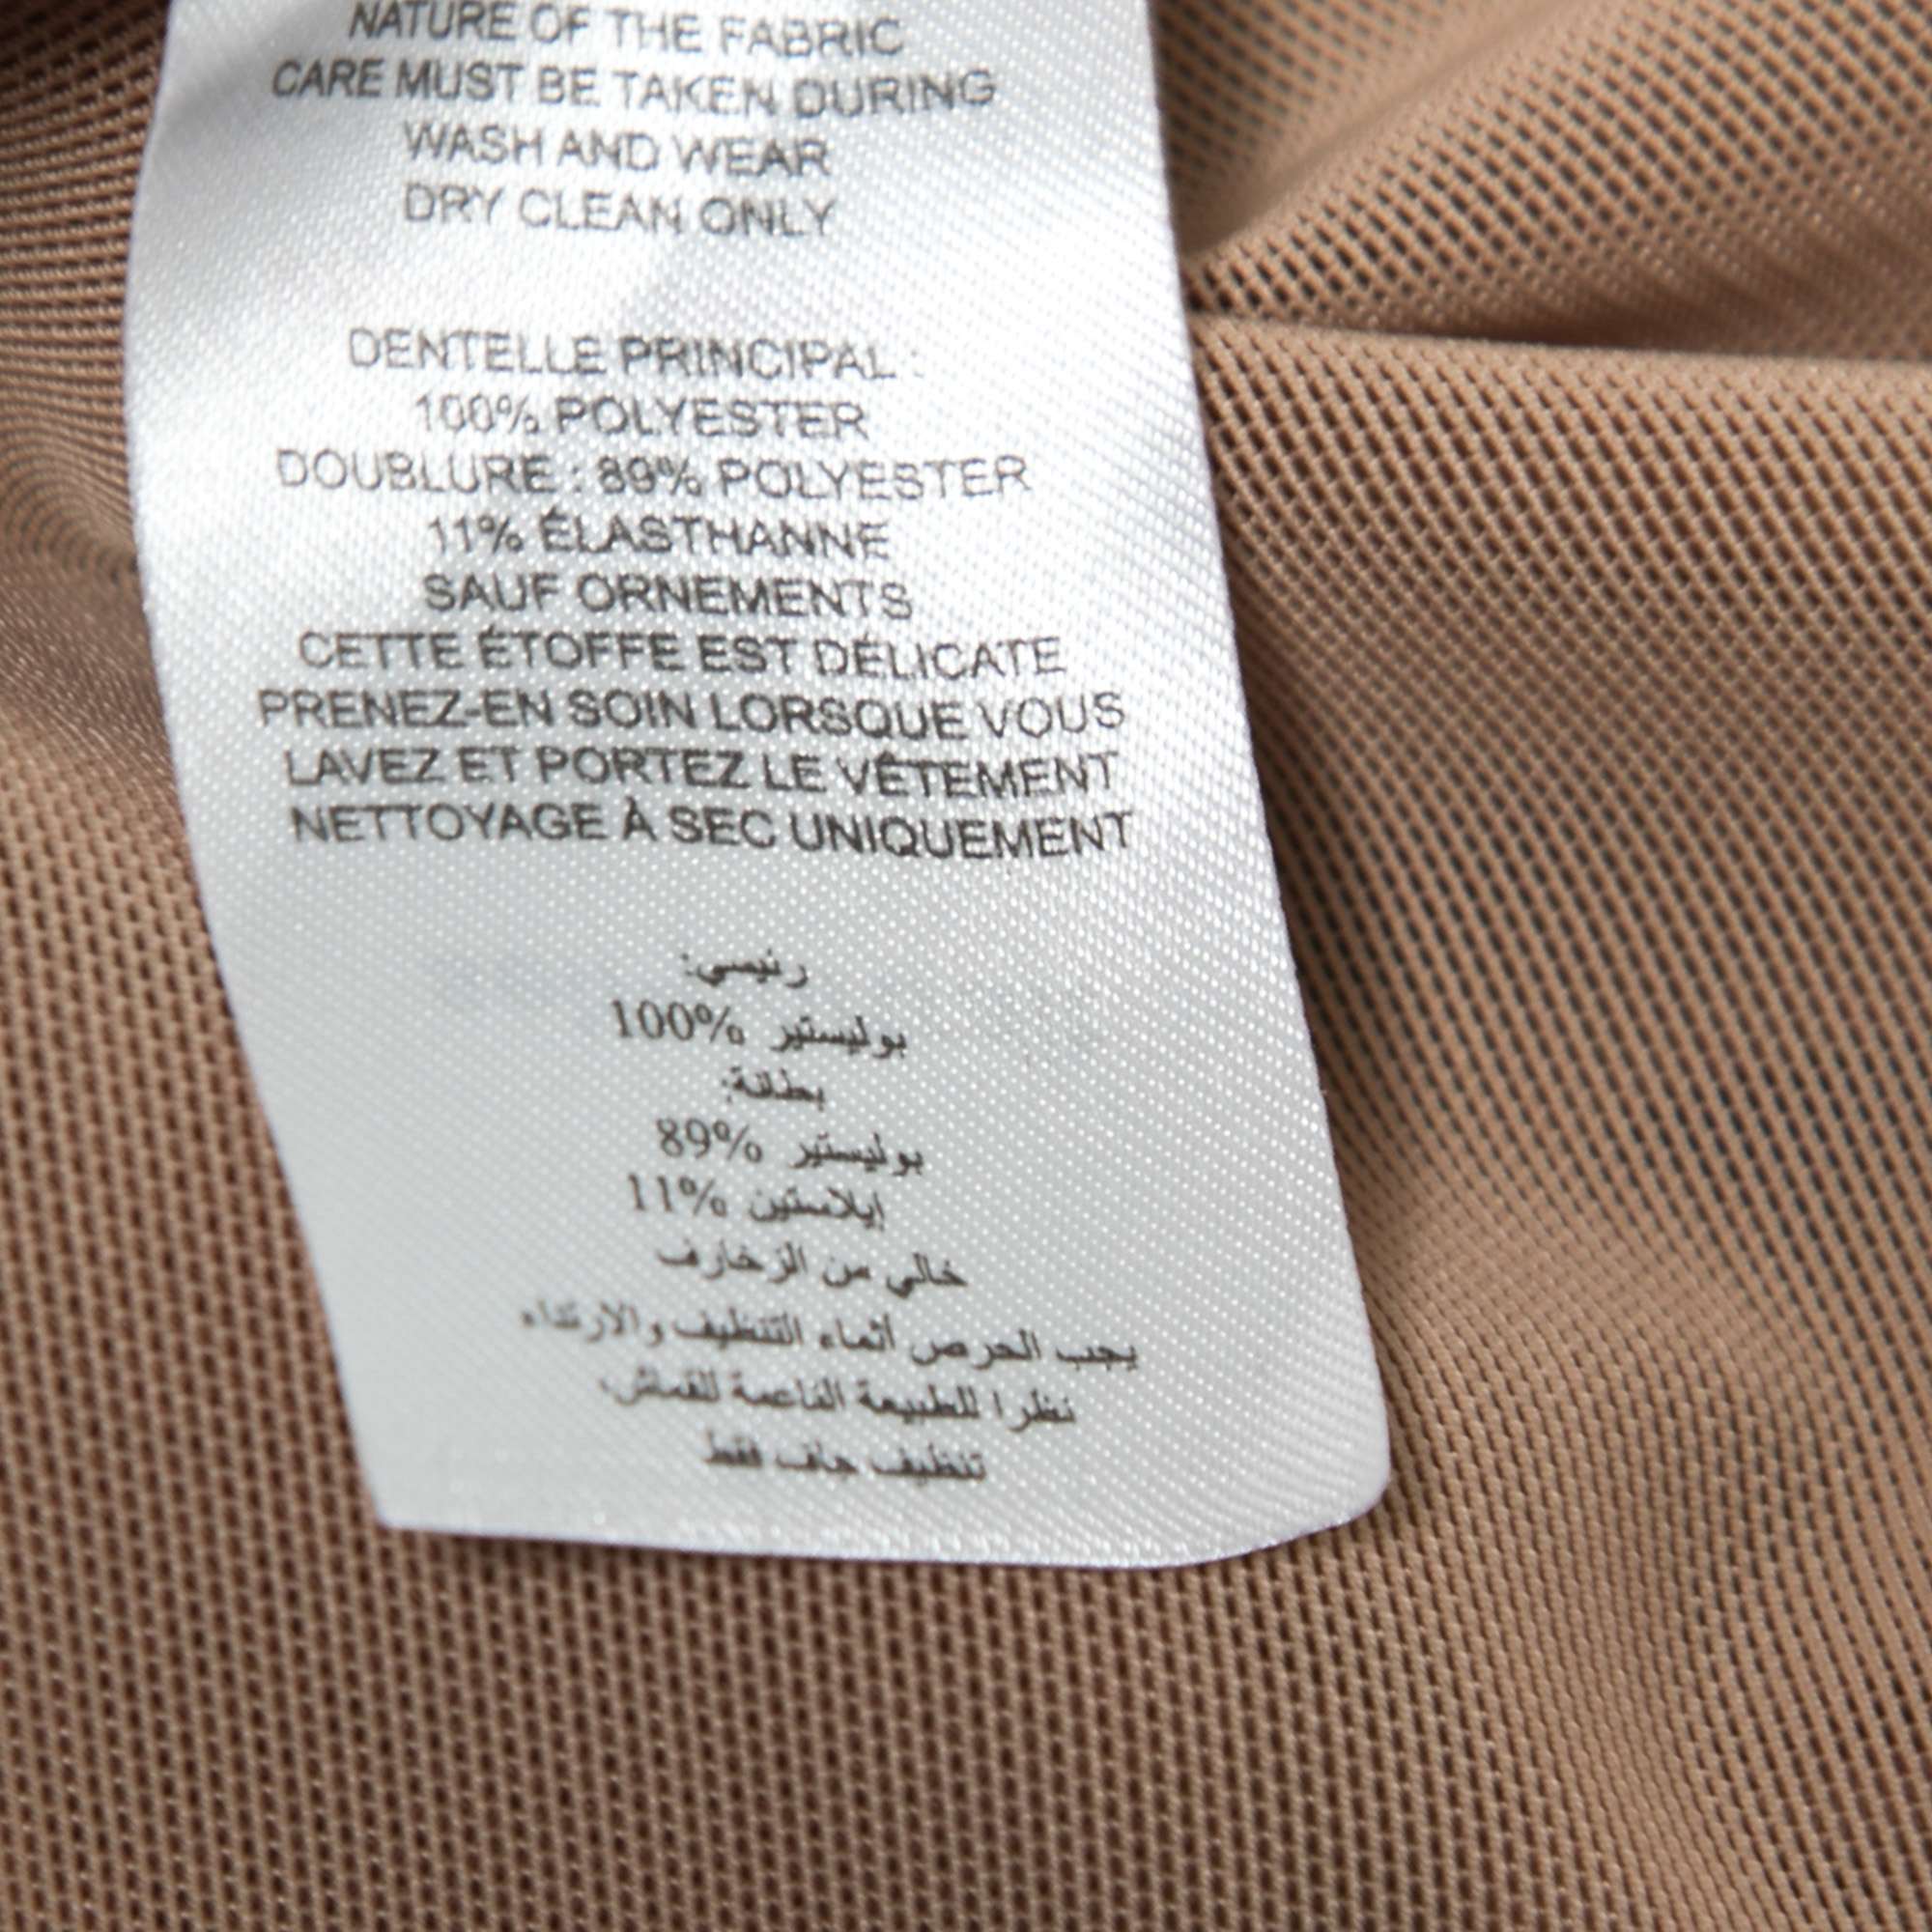 NATURE OF THE FABRIC
CARE MUST BE TAKEN DURING
WASH AND WEAR
DRY CLEAN ONLY
DENTELLE PRINCIPAL :
100% POLYESTER
DOUBLURE : 89% POLYESTER
11% ÉLASTHANNE
SAUF ORNEMENTS
CETTE ÉTOFFE EST DÉLICATE
PRENEZ-EN SOIN LORSQUE VOUS
LAVEZ ET PORTEZ LE VÊTEMENT
NETTOYAGE À SEC UNIQUEMENT
رئيسي:
بوليستير 100%
بطانة:
بوليستير 89%
إيلاستين 11%
خالي من الزخارف
يجب الحرص أثناء التنظيف والارتداء
نظرا للطبيعة الناعمة للقماش.
تنظيف جاف فقط